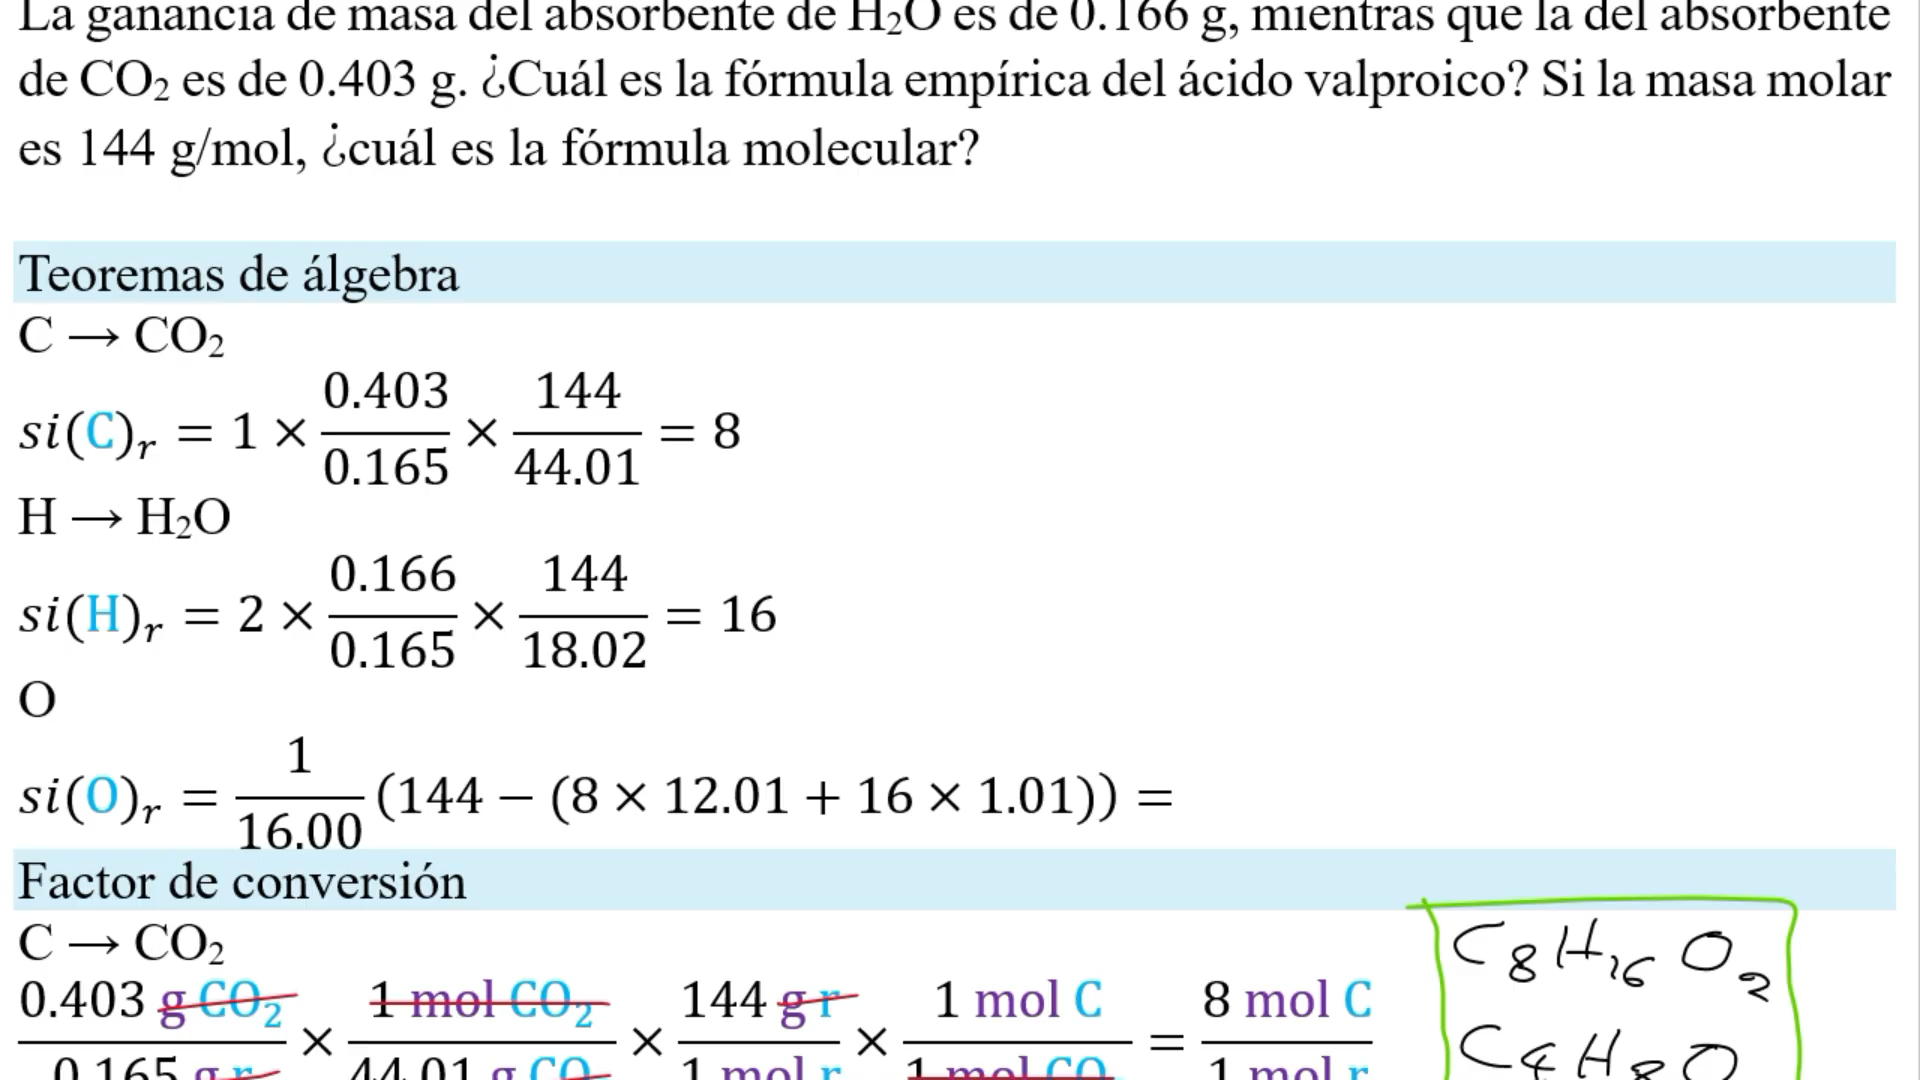 La ganancia de masa del absorbente de H₂O es de 0.166 g, mientras que la del absorbente
de CO₂ es de 0.403 g. ¿Cuál es la fórmula empírica del ácido valproico? Si la masa molar
es 144 g/mol, ¿cuál es la fórmula molecular?
Teoremas de álgebra
C → CO₂
si(C)ᵣ = 1 × 0.403/0.165 × 144/44.01 = 8
H → H₂O
si(H)ᵣ = 2 × 0.166/0.165 × 144/18.02 = 16
O
si(O)ᵣ = 1/16.00 (144 − (8 × 12.01 + 16 × 1.01)) =
Factor de conversión
C → CO₂
0.403 g CO₂/0.165 g r × 1 mol CO₂/44.01 g CO × 144 g r/1 mol r × 1 mol C/1 mol CO = 8 mol C/1 mol r
C₈H₁₆O₂
C₄H₈O